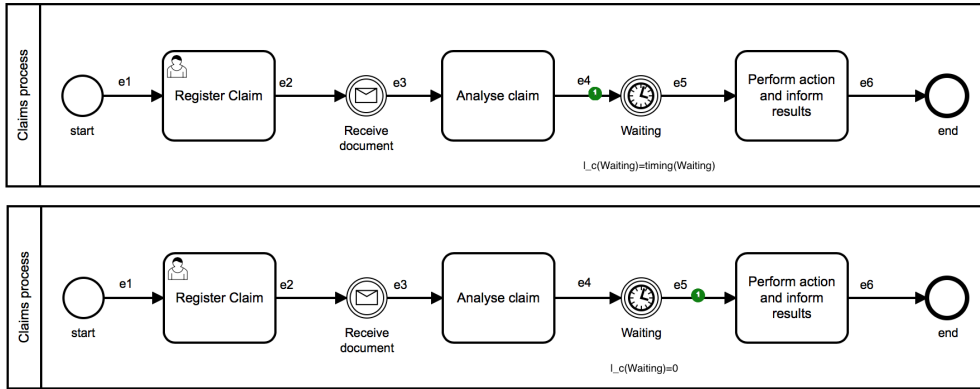 Claims process
e1
e2
e3
e4
e5
e6
Register Claim
Analyse claim
Perform action
and inform
results
1
start
Receive
document
Waiting
end
l_c(Waiting)=timing(Waiting)
Claims process
e1
e2
e3
e4
e5
e6
Register Claim
Analyse claim
Perform action
and inform
results
1
start
Receive
document
Waiting
end
l_c(Waiting)=0